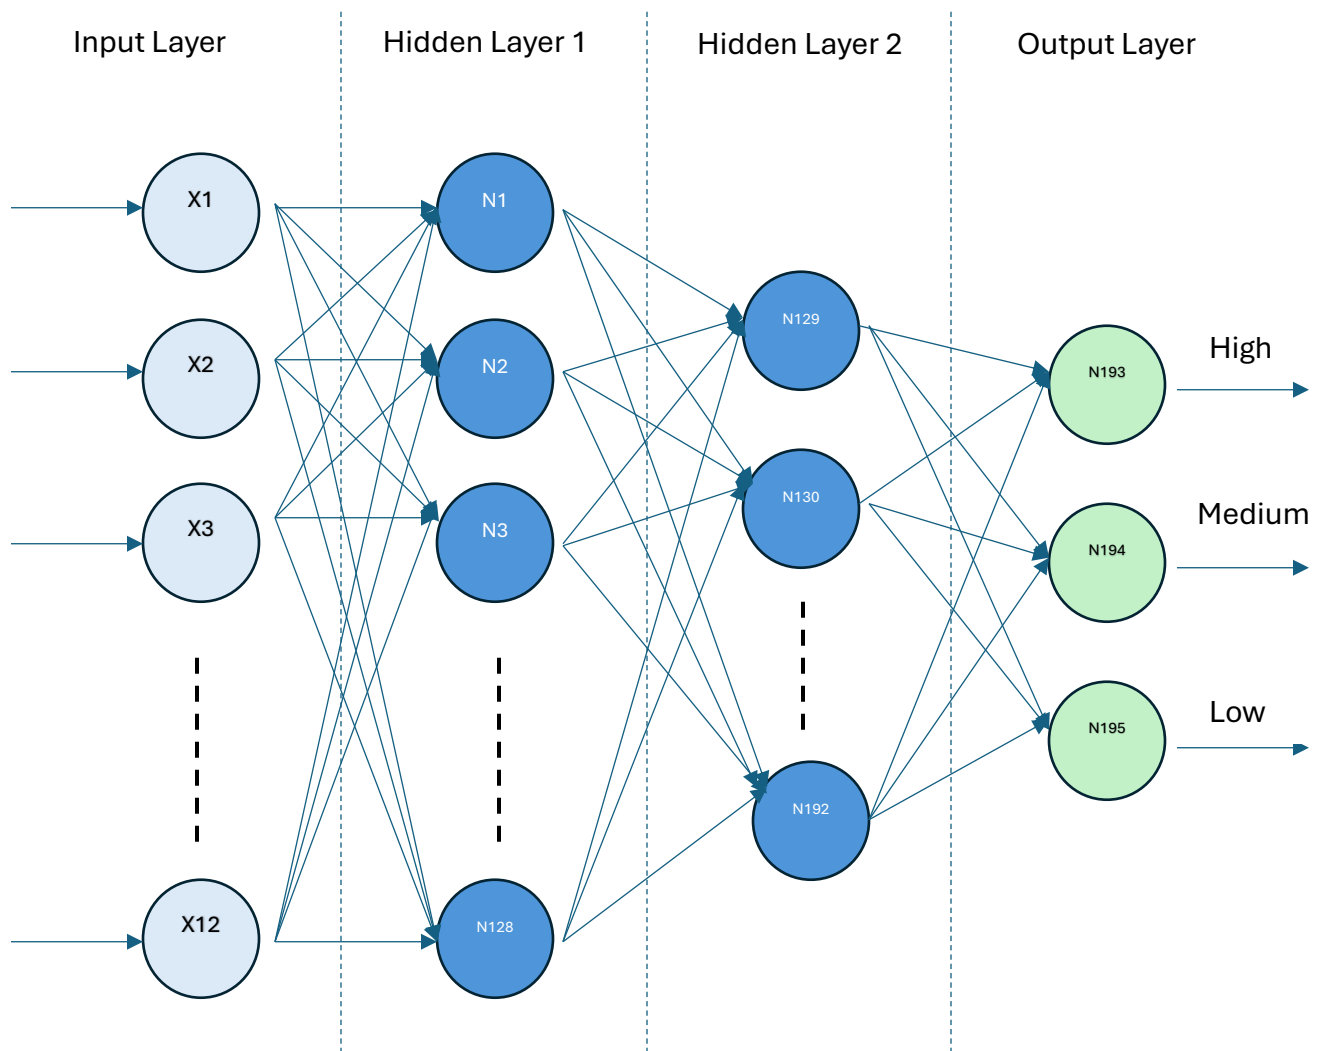 Input Layer
Hidden Layer 1
Hidden Layer 2
Output Layer
X1
X2
X3
X12
N1
N2
N3
N128
N129
N130
N192
N193
N194
N195
High
Medium
Low